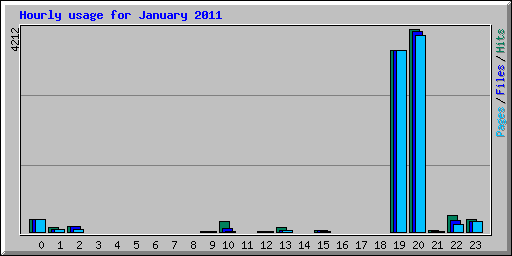 Hourly usage for January 2011
4212
Pages/Files/Hits
0 1 2 3 4 5 6 7 8 9 10 11 12 13 14 15 16 17 18 19 20 21 22 23